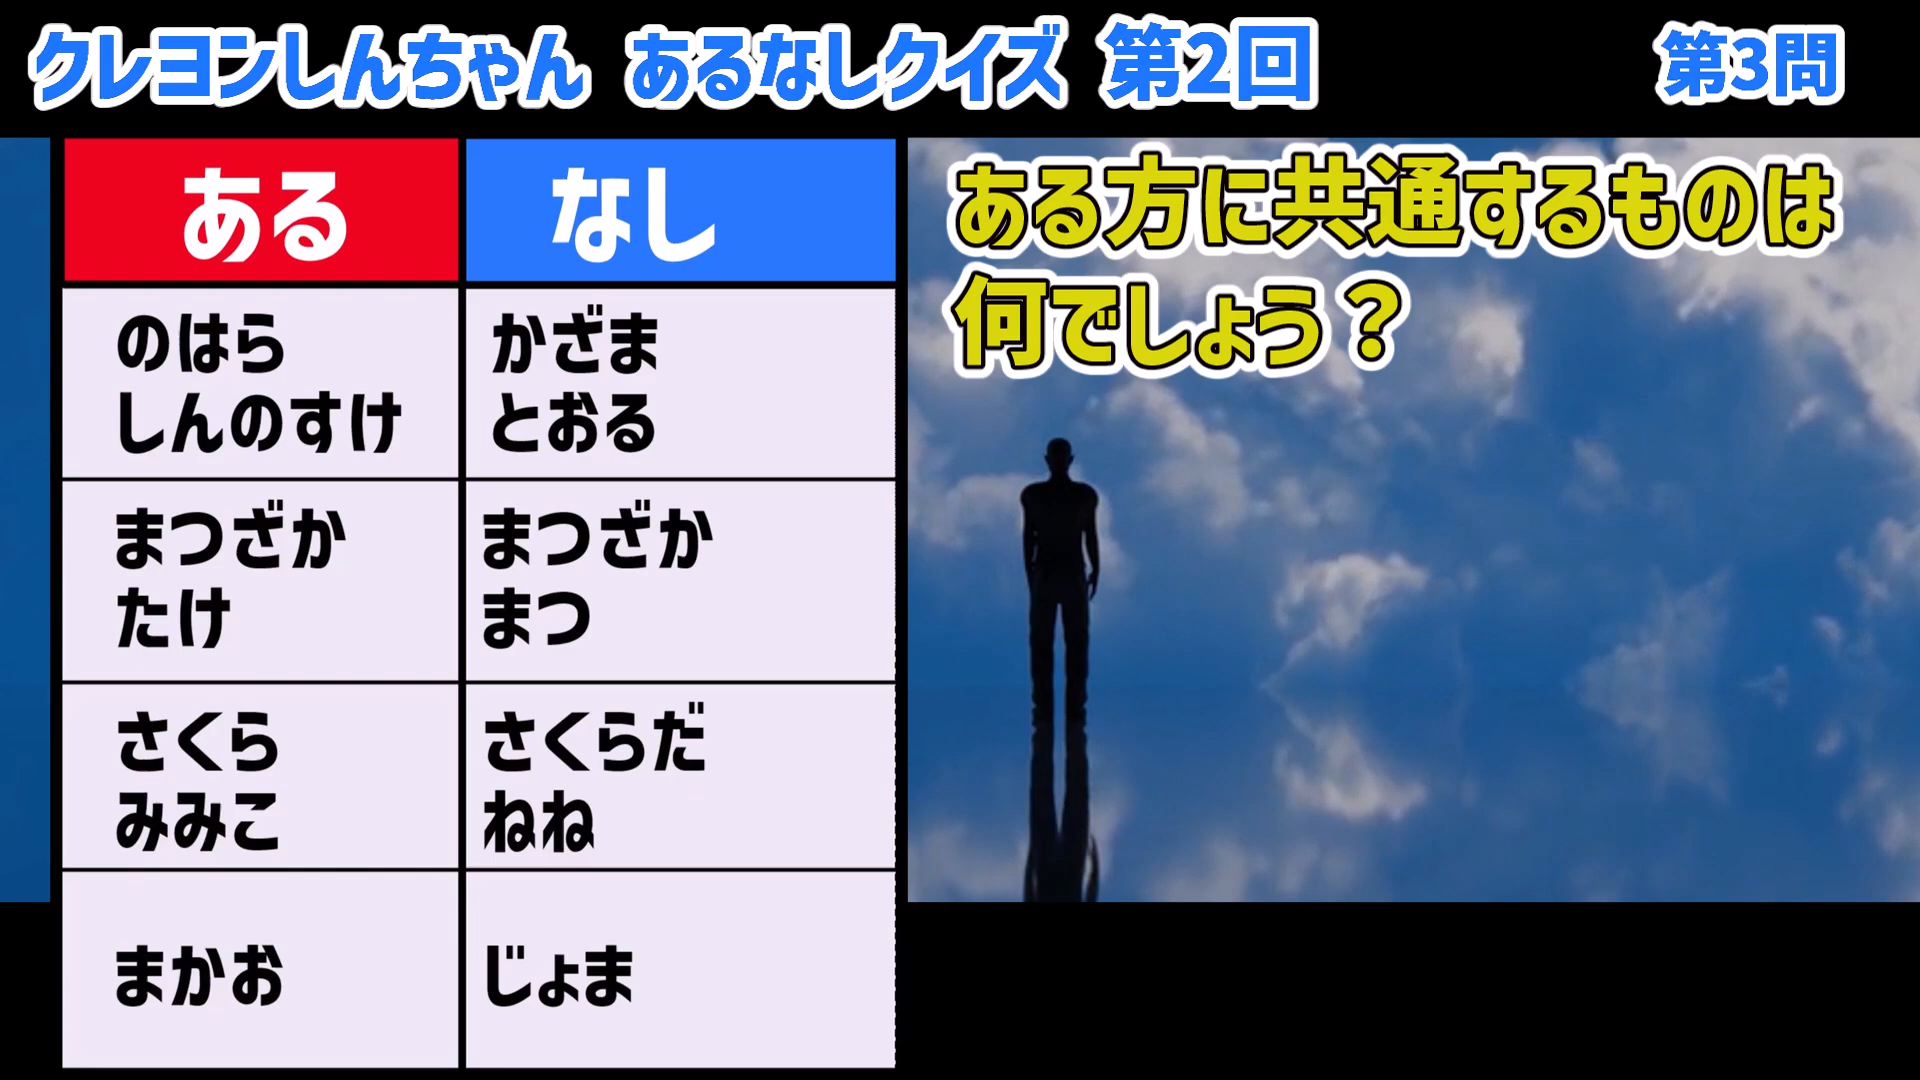 クレヨンしんちゃん あるなしクイズ 第2回
第3問
ある
なし
ある方に共通するものは
何でしょう？
のはら
しんのすけ
かざま
とおる
まつざか
たけ
まつざか
まつ
さくら
みみこ
さくらだ
ねね
まかお
じょま